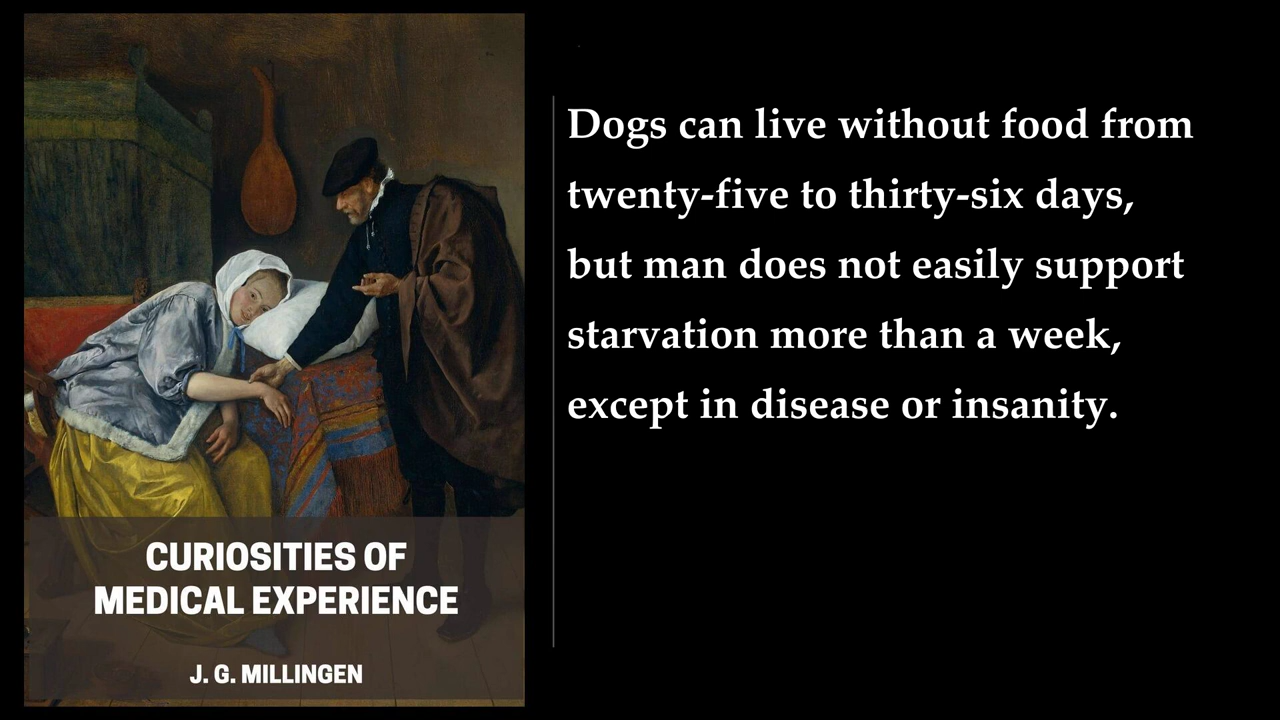 Dogs can live without food from
twenty-five to thirty-six days,
but man does not easily support
starvation more than a week,
except in disease or insanity.
CURIOSITIES OF
MEDICAL EXPERIENCE
J. G. MILLINGEN